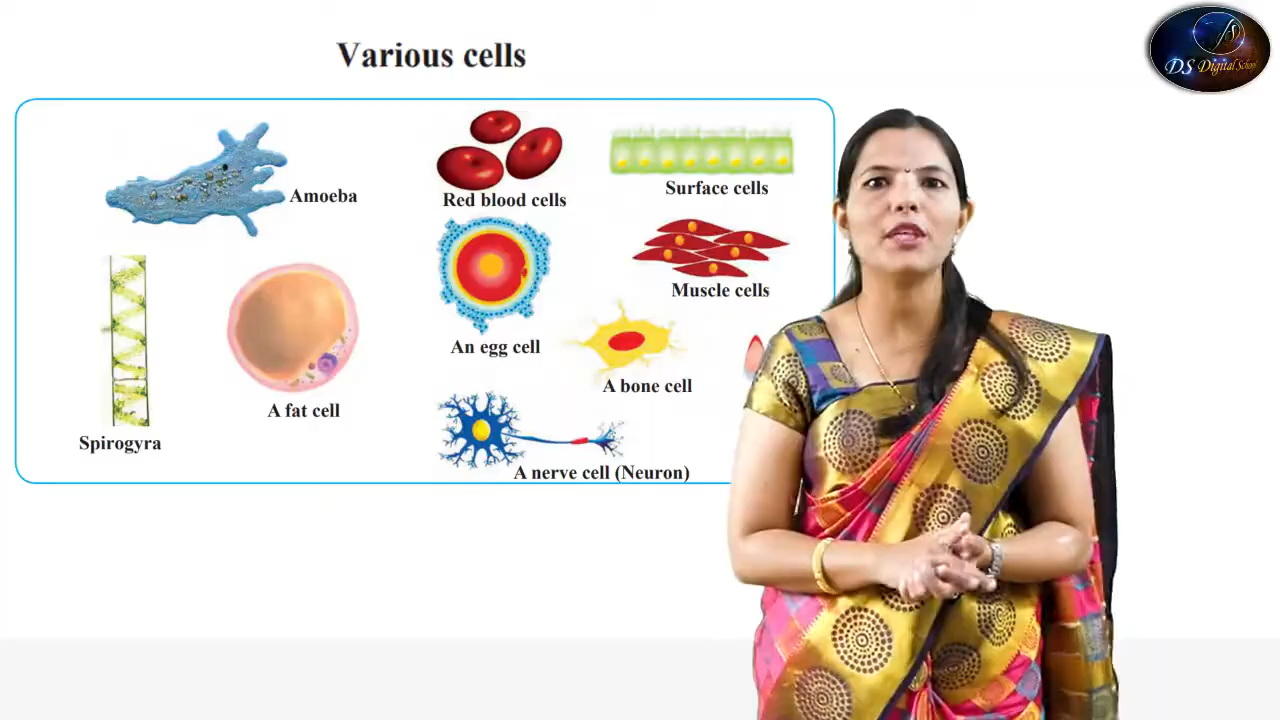 Various cells
DS Digital School
Amoeba
Red blood cells
Surface cells
Muscle cells
An egg cell
A bone cell
A fat cell
Spirogyra
A nerve cell (Neuron)